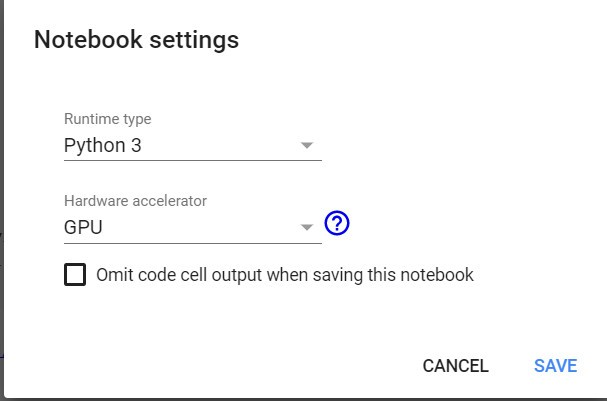 Notebook settings
Runtime type
Python 3
Hardware accelerator
GPU
?
Omit code cell output when saving this notebook
CANCEL SAVE